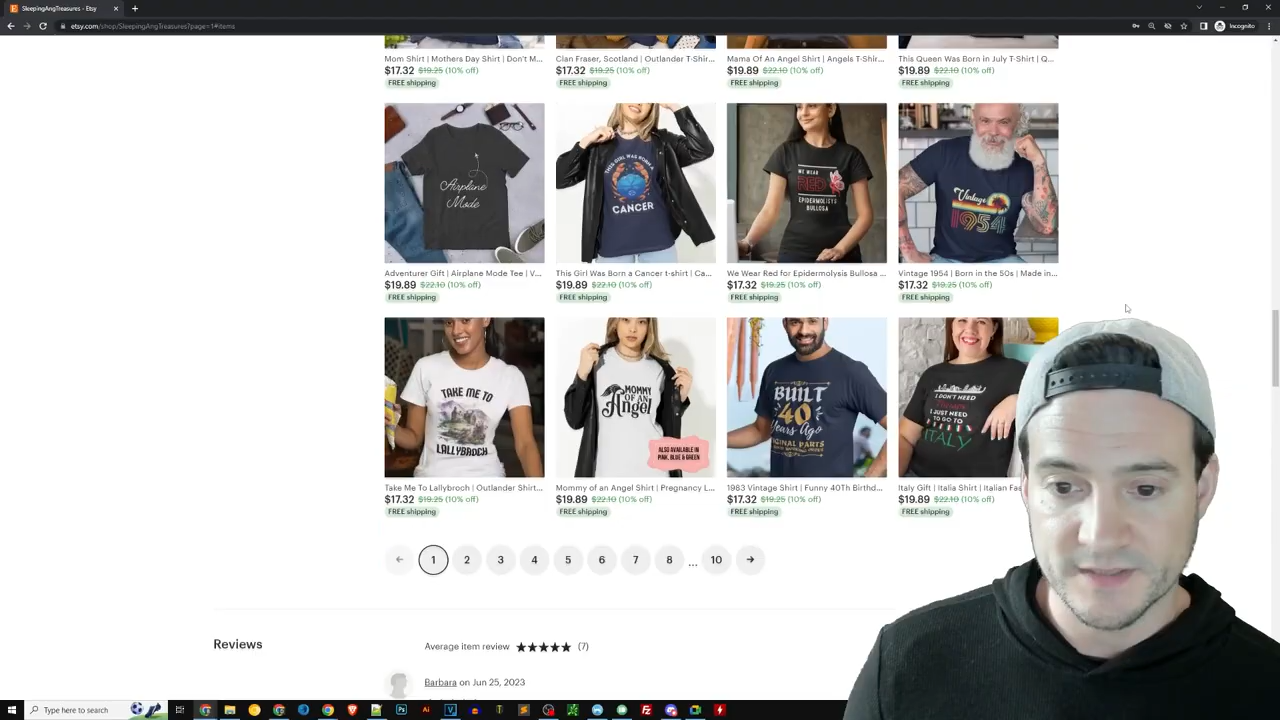 SleepingAngTreasures - Etsy
etsy.com/shop/SleepingAngTreasures?page=1#items
Incognito
Mom Shirt | Mothers Day Shirt | Don't M...
$17.32 $19.25 (10% off)
FREE shipping
Clan Fraser, Scotland | Outlander T-Shir...
$17.32 $19.25 (10% off)
FREE shipping
Mama Of An Angel Shirt | Angels T-Shir...
$19.89 $22.10 (10% off)
FREE shipping
This Queen Was Born in July T-Shirt | Q...
$19.89 $22.10 (10% off)
FREE shipping
Airplane
Mode
Adventurer Gift | Airplane Mode Tee | V...
$19.89 $22.10 (10% off)
FREE shipping
THIS GIRL WAS BORN A
CANCER
This Girl Was Born a Cancer t-shirt | Ca...
$19.89 $22.10 (10% off)
FREE shipping
WE WEAR
RED
EPIDERMOLYSIS
BULLOSA
We Wear Red for Epidermolysis Bullosa ...
$17.32 $19.25 (10% off)
FREE shipping
Vintage
1954
Vintage 1954 | Born in the 50s | Made in...
$17.32 $19.25 (10% off)
FREE shipping
TAKE ME TO
LALLYBROCH
Take Me To Lallybroch | Outlander Shirt...
$17.32 $19.25 (10% off)
FREE shipping
MOMMY
OF AN
Angel
ALSO AVAILABLE IN
PINK, BLUE & GREEN
Mommy of an Angel Shirt | Pregnancy L...
$19.89 $22.10 (10% off)
FREE shipping
BUILT
40
Years Ago
ORIGINAL PARTS
1983 Vintage Shirt | Funny 40Th Birthd...
$17.32 $19.25 (10% off)
FREE shipping
I DON'T NEED
I JUST NEED
TO GO TO
ITALY
Italy Gift | Italia Shirt | Italian Fas
$19.89 $22.10 (10% off)
FREE shipping
1 2 3 4 5 6 7 8 ... 10
Reviews
Average item review (7)
Barbara on Jun 25, 2023
Type here to search